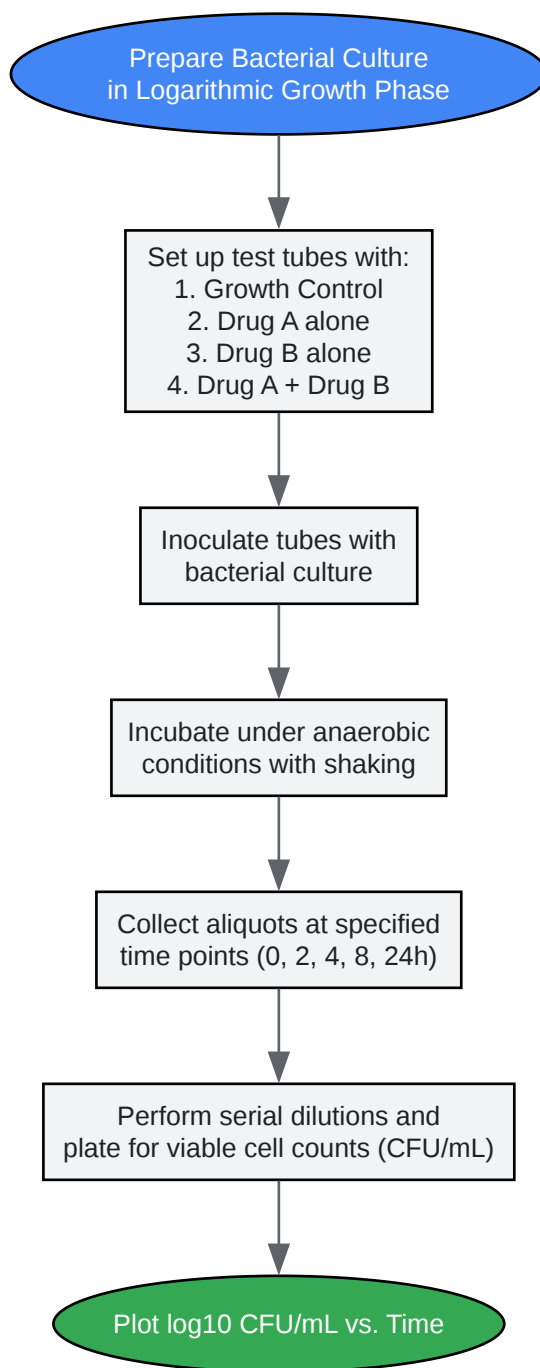 Prepare Bacterial Culture
in Logarithmic Growth Phase
Set up test tubes with:
1. Growth Control
2. Drug A alone
3. Drug B alone
4. Drug A + Drug B
Inoculate tubes with
bacterial culture
Incubate under anaerobic
conditions with shaking
Collect aliquots at specified
time points (0, 2, 4, 8, 24h)
Perform serial dilutions and
plate for viable cell counts (CFU/mL)
Plot log10 CFU/mL vs. Time